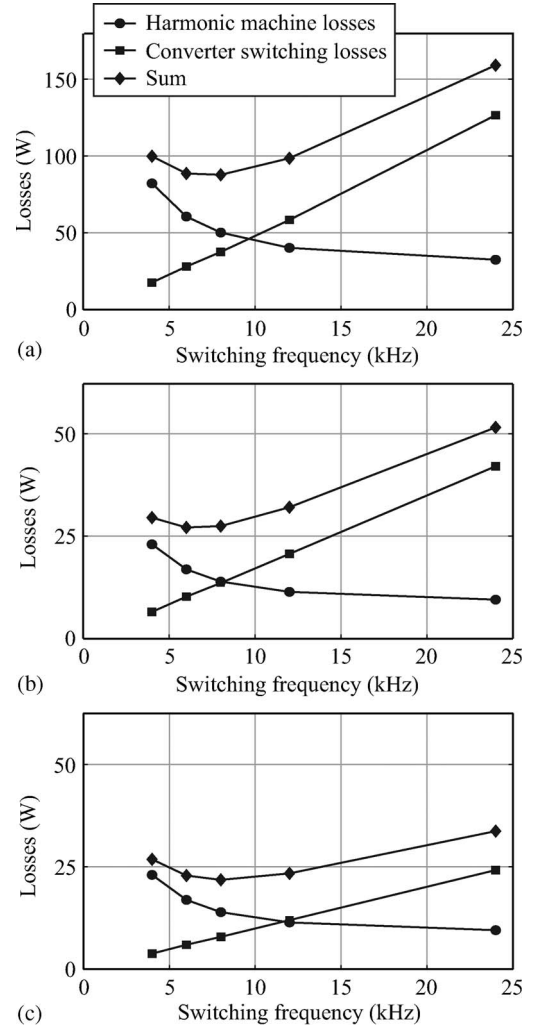 Harmonic machine losses
Converter switching losses
Sum
150
100
50
0
Losses (W)
0 5 10 15 20 25
Switching frequency (kHz)
(a)
50
25
0
Losses (W)
0 5 10 15 20 25
Switching frequency (kHz)
(b)
50
25
0
Losses (W)
0 5 10 15 20 25
Switching frequency (kHz)
(c)